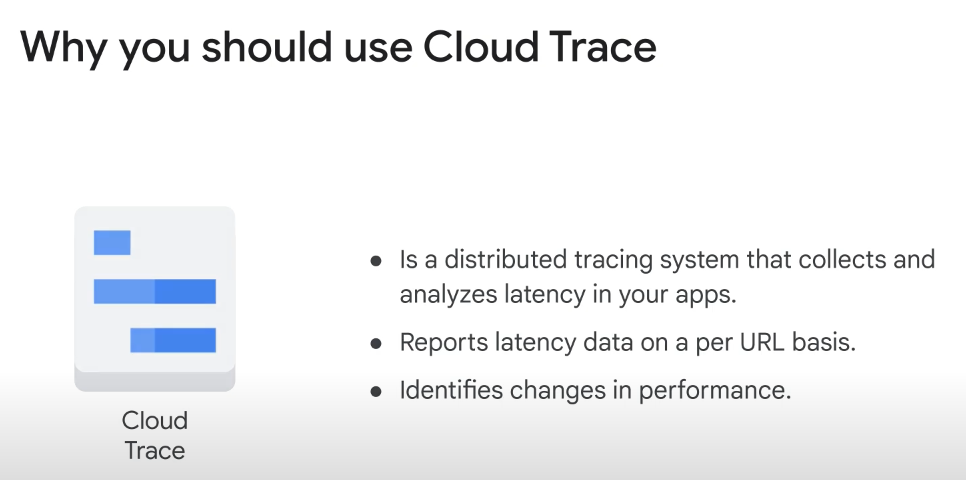 Why you should use Cloud Trace
● Is a distributed tracing system that collects and
analyzes latency in your apps.
● Reports latency data on a per URL basis.
● Identifies changes in performance.
Cloud
Trace